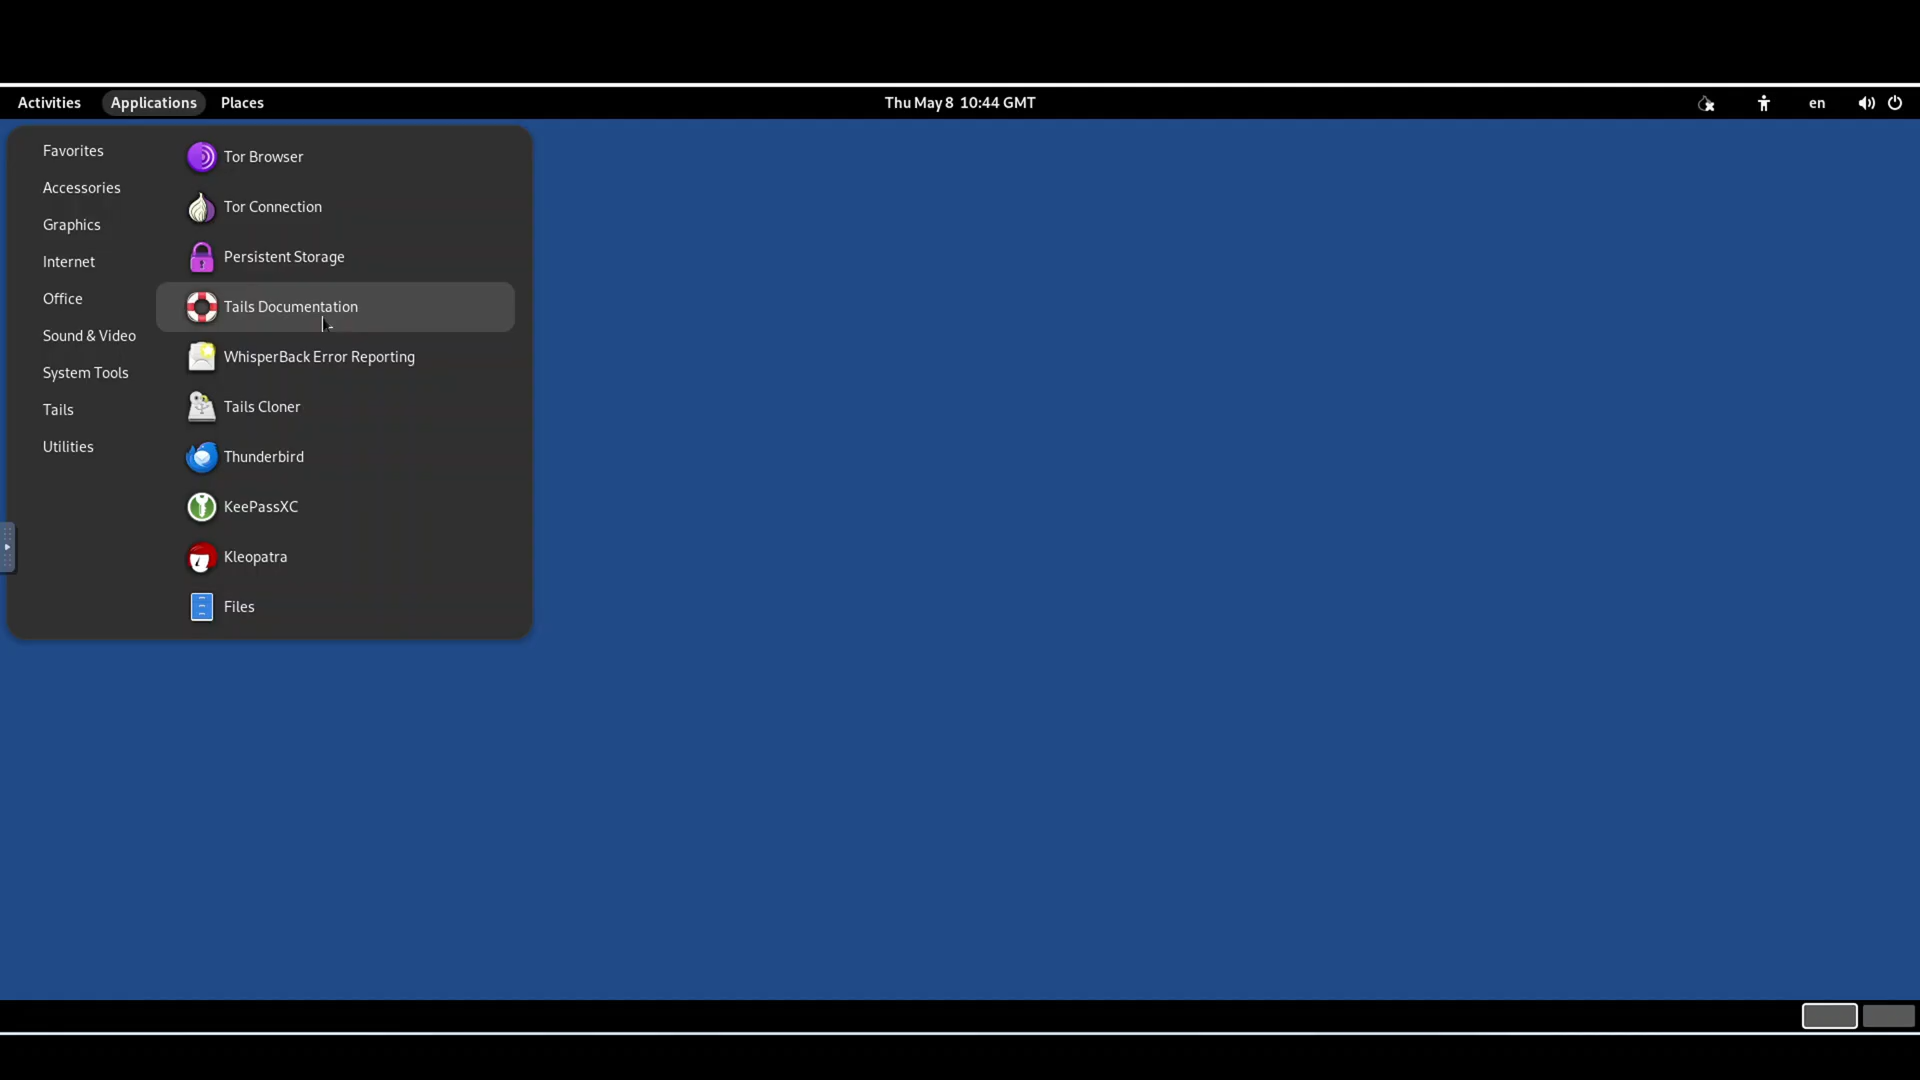 Activities Applications Places Thu May 8 10:44 GMT en
Favorites
Accessories
Graphics
Internet
Office
Sound & Video
System Tools
Tails
Utilities
Tor Browser
Tor Connection
Persistent Storage
Tails Documentation
WhisperBack Error Reporting
Tails Cloner
Thunderbird
KeePassXC
Kleopatra
Files